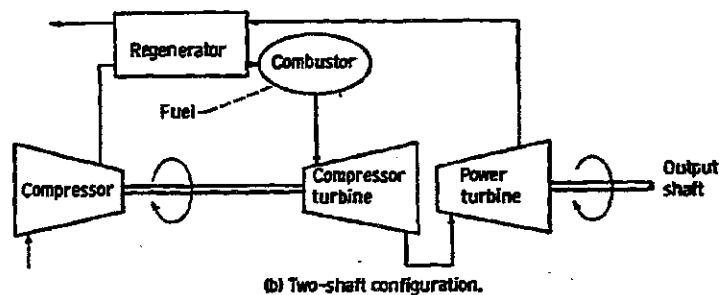 Regenerator
Combustor
Fuel
Compressor
Compressor
turbine
Power
turbine
Output
shaft
(b) Two-shaft configuration.